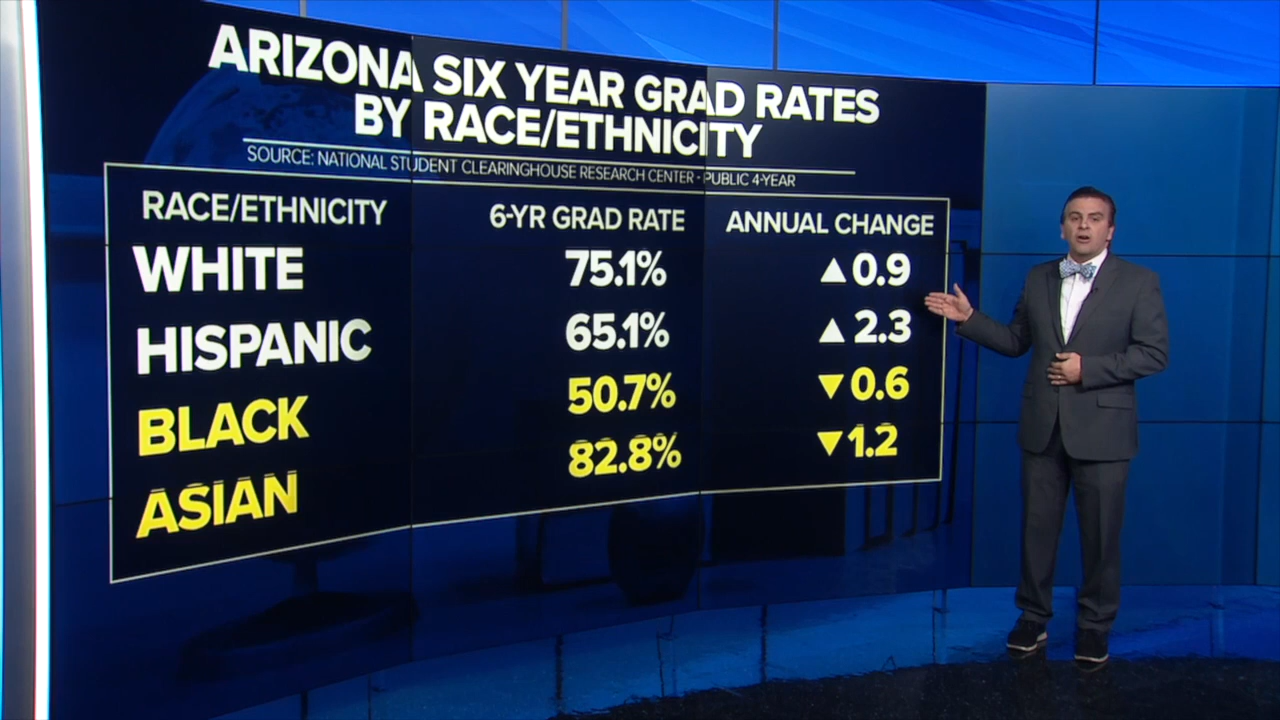 ARIZONA SIX YEAR GRAD RATES
BY RACE/ETHNICITY
SOURCE: NATIONAL STUDENT CLEARINGHOUSE RESEARCH CENTER - PUBLIC 4-YEAR
RACE/ETHNICITY 6-YR GRAD RATE ANNUAL CHANGE
WHITE 75.1% ▲ 0.9
HISPANIC 65.1% ▲ 2.3
BLACK 50.7% ▼ 0.6
ASIAN 82.8% ▼ 1.2